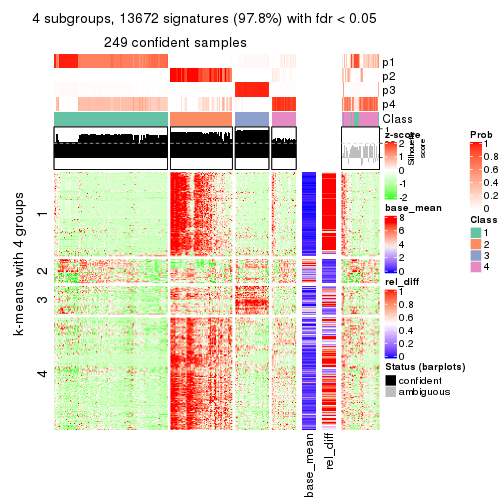 4 subgroups, 13672 signatures (97.8%) with fdr < 0.05
249 confident samples
p1
p2
p3
p4
Class
1
Silhouette
score
z-score
2
1
0
-1
-2
base_mean
8
6
4
2
0
rel_diff
1
0.8
0.6
0.4
0.2
0
Status (barplots)
confident
ambiguous
Prob
1
0.8
0.6
0.4
0.2
0
Class
1
2
3
4
k-means with 4 groups
1
2
3
4
base_mean
rel_diff